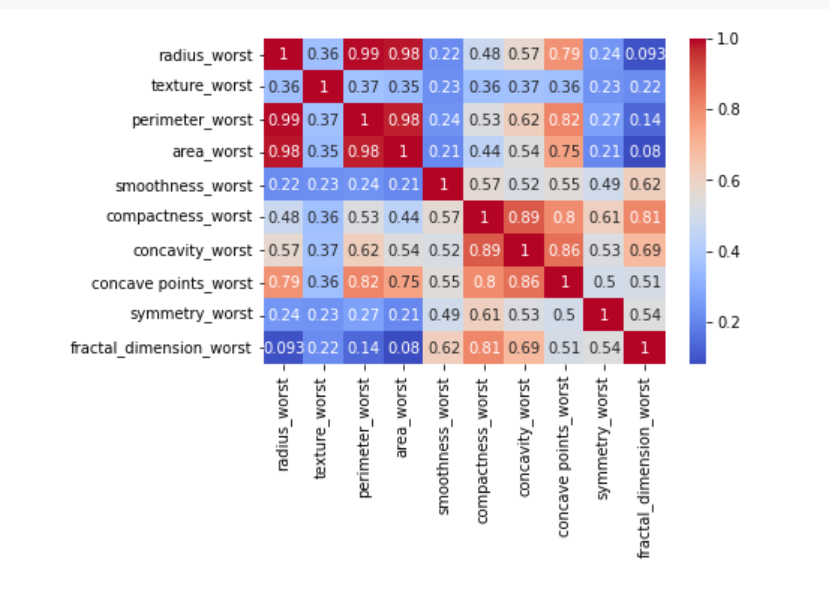 radius_worst 1 0.36 0.99 0.98 0.22 0.48 0.57 0.79 0.24 0.093
texture_worst 0.36 1 0.37 0.35 0.23 0.36 0.37 0.36 0.23 0.22
perimeter_worst 0.99 0.37 1 0.98 0.24 0.53 0.62 0.82 0.27 0.14
area_worst 0.98 0.35 0.98 1 0.21 0.44 0.54 0.75 0.21 0.08
smoothness_worst 0.22 0.23 0.24 0.21 1 0.57 0.52 0.55 0.49 0.62
compactness_worst 0.48 0.36 0.53 0.44 0.57 1 0.89 0.8 0.61 0.81
concavity_worst 0.57 0.37 0.62 0.54 0.52 0.89 1 0.86 0.53 0.69
concave points_worst 0.79 0.36 0.82 0.75 0.55 0.8 0.86 1 0.5 0.51
symmetry_worst 0.24 0.23 0.27 0.21 0.49 0.61 0.53 0.5 1 0.54
fractal_dimension_worst 0.093 0.22 0.14 0.08 0.62 0.81 0.69 0.51 0.54 1
radius_worst
texture_worst
perimeter_worst
area_worst
smoothness_worst
compactness_worst
concavity_worst
concave points_worst
symmetry_worst
fractal_dimension_worst
1.0
0.8
0.6
0.4
0.2